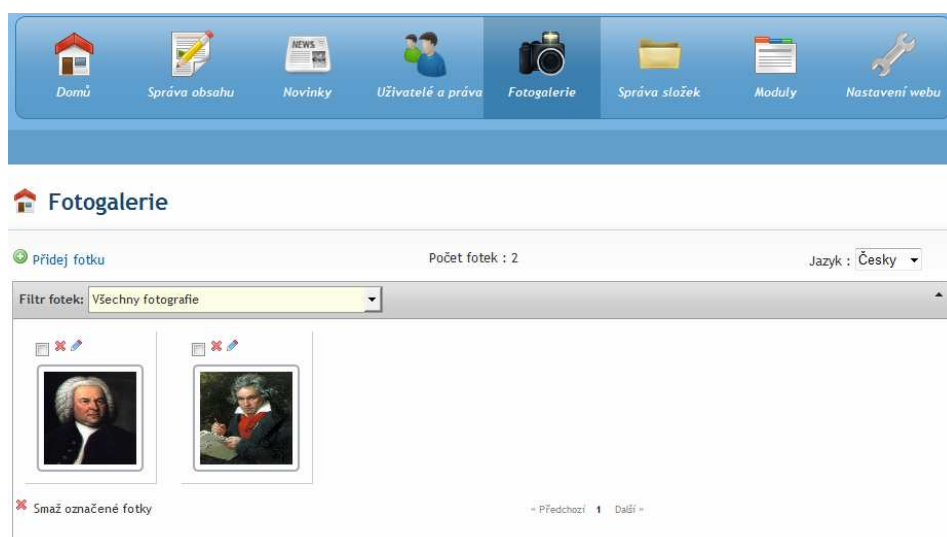 NEWS
Domů Správa obsahu Novinky Uživatelé a práva Fotogalerie Správa složek Moduly Nastavení webu
Fotogalerie
Přidej fotku Počet fotek : 2 Jazyk : Česky
Filtr fotek: Všechny fotografie
Smaž označené fotky « Předchozí 1 Další »